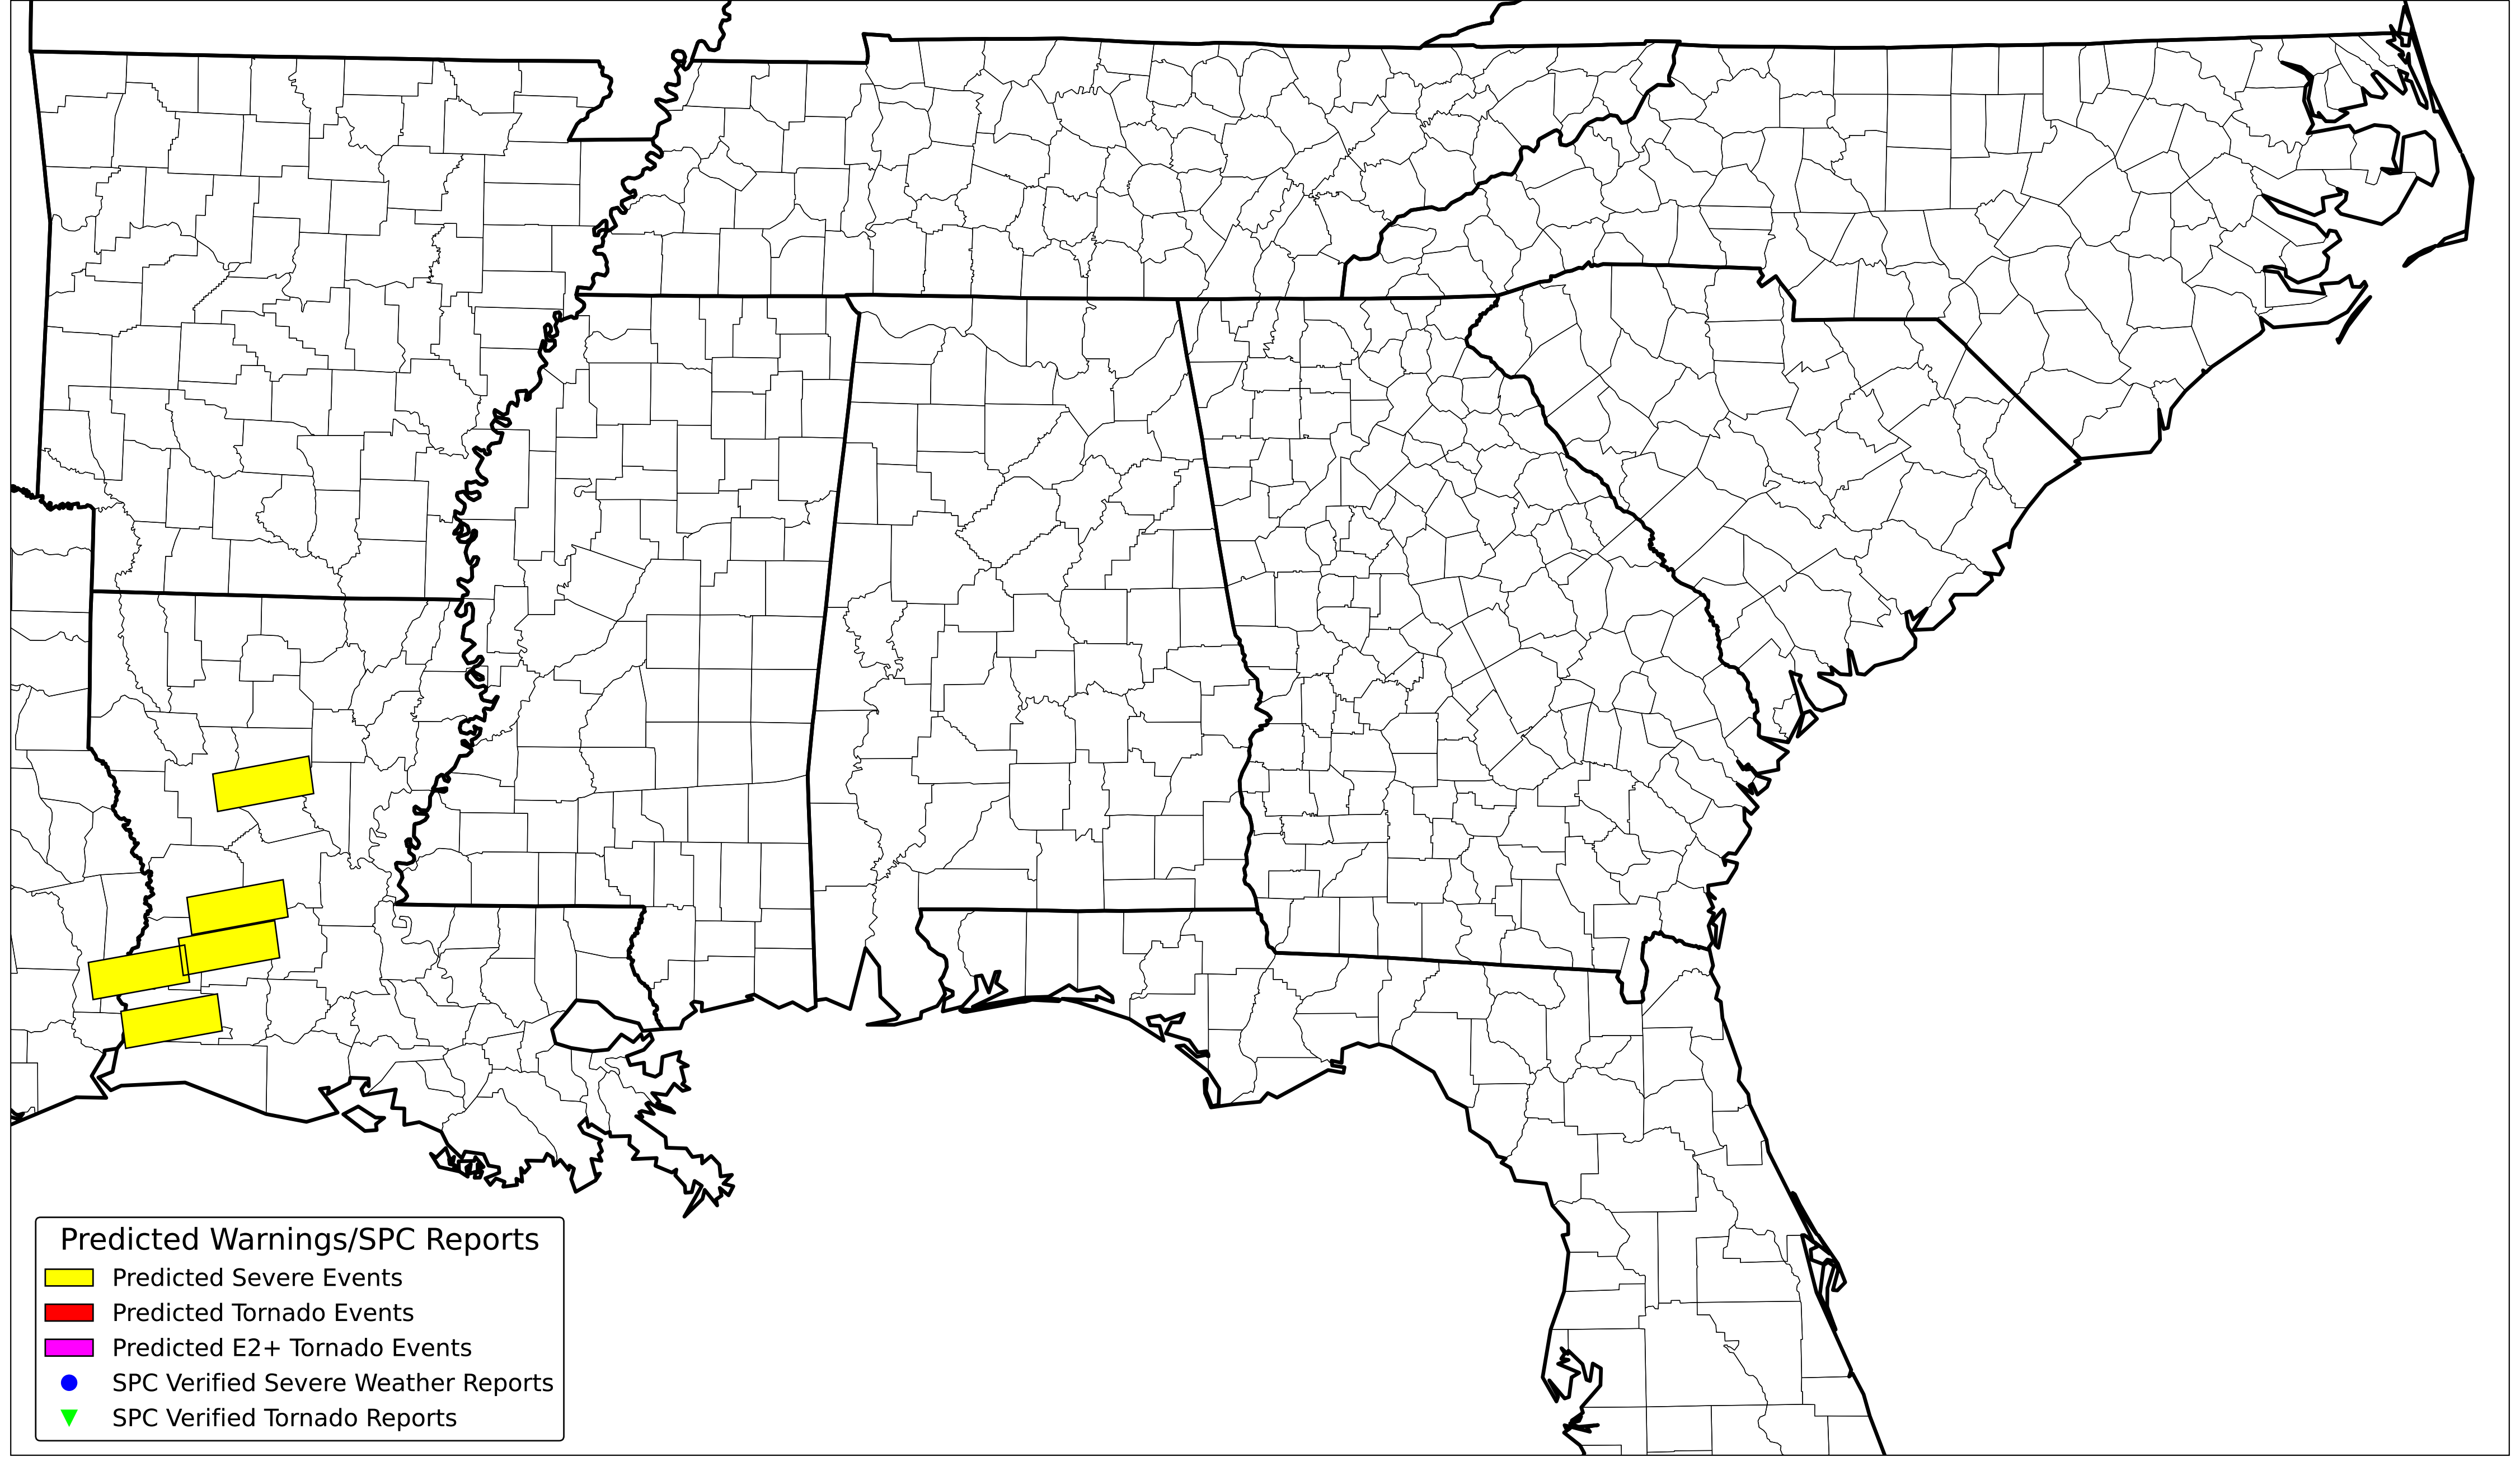 Predicted Warnings/SPC Reports
Predicted Severe Events
Predicted Tornado Events
Predicted E2+ Tornado Events
SPC Verified Severe Weather Reports
SPC Verified Tornado Reports